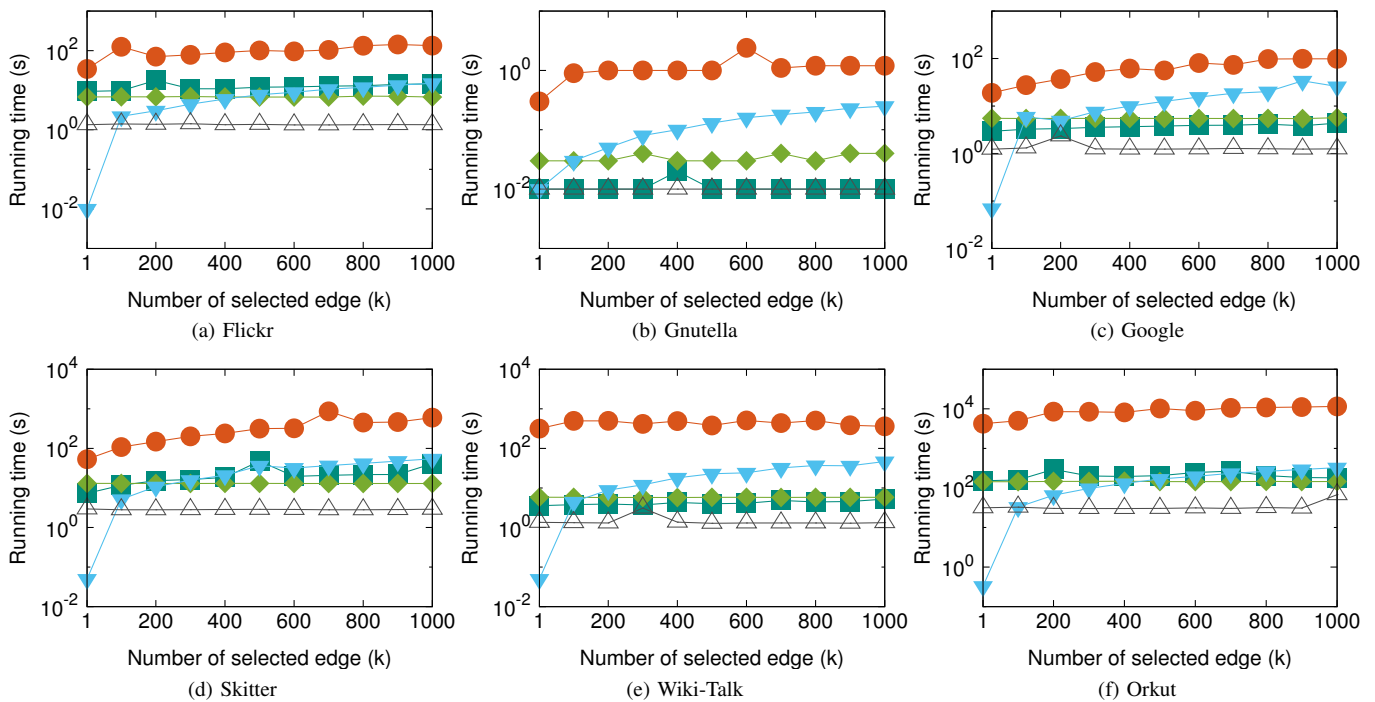 Running time (s)
10^2
10^0
10^-2
1 200 400 600 800 1000
Number of selected edge (k)
(a) Flickr
Running time (s)
10^0
10^-2
1 200 400 600 800 1000
Number of selected edge (k)
(b) Gnutella
Running time (s)
10^2
10^0
10^-2
1 200 400 600 800 1000
Number of selected edge (k)
(c) Google
Running time (s)
10^4
10^2
10^0
10^-2
1 200 400 600 800 1000
Number of selected edge (k)
(d) Skitter
Running time (s)
10^4
10^2
10^0
10^-2
1 200 400 600 800 1000
Number of selected edge (k)
(e) Wiki-Talk
Running time (s)
10^4
10^2
10^0
1 200 400 600 800 1000
Number of selected edge (k)
(f) Orkut